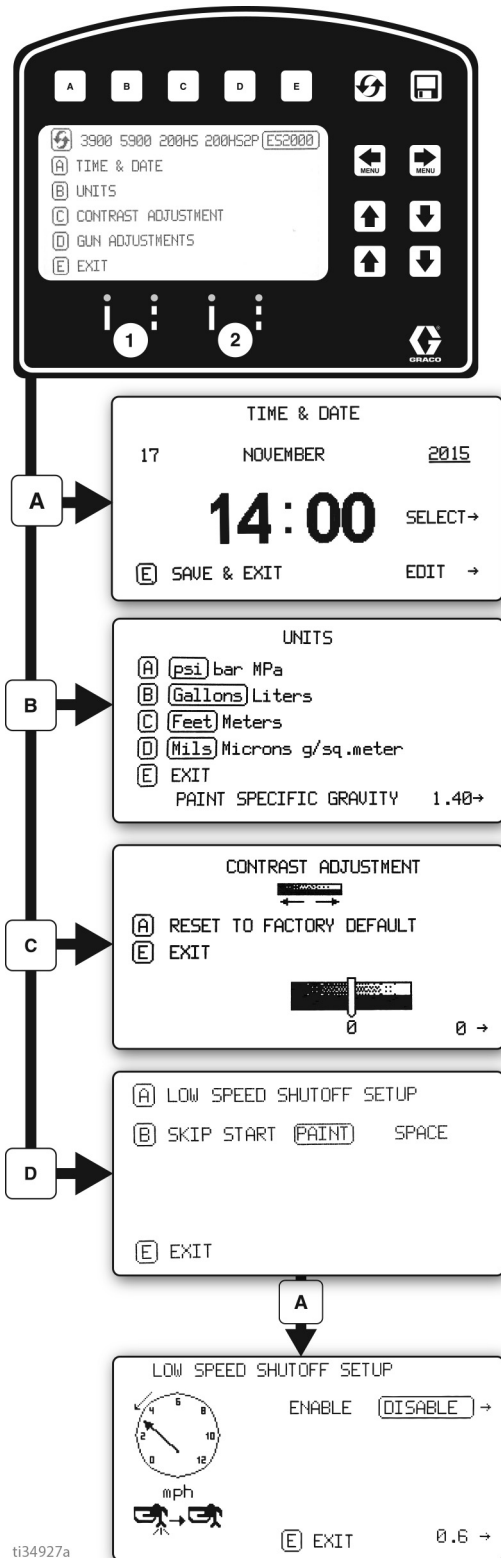 A B C D E
3900 5900 200HS 200HS2P ES2000
A TIME & DATE
B UNITS
C CONTRAST ADJUSTMENT
D GUN ADJUSTMENTS
E EXIT
MENU MENU
1 2
GRACO
A
TIME & DATE
17 NOVEMBER 2015
14:00
SELECT→
E SAVE & EXIT EDIT →
B
UNITS
A psi bar MPa
B Gallons Liters
C Feet Meters
D Mils Microns g/sq.meter
E EXIT
PAINT SPECIFIC GRAVITY 1.40→
C
CONTRAST ADJUSTMENT
A RESET TO FACTORY DEFAULT
E EXIT
0 0 →
D
A LOW SPEED SHUTOFF SETUP
B SKIP START PAINT SPACE
E EXIT
A
LOW SPEED SHUTOFF SETUP
ENABLE DISABLE →
0 2 4 6 8 10 12
mph
E EXIT 0.6 →
ti34927a